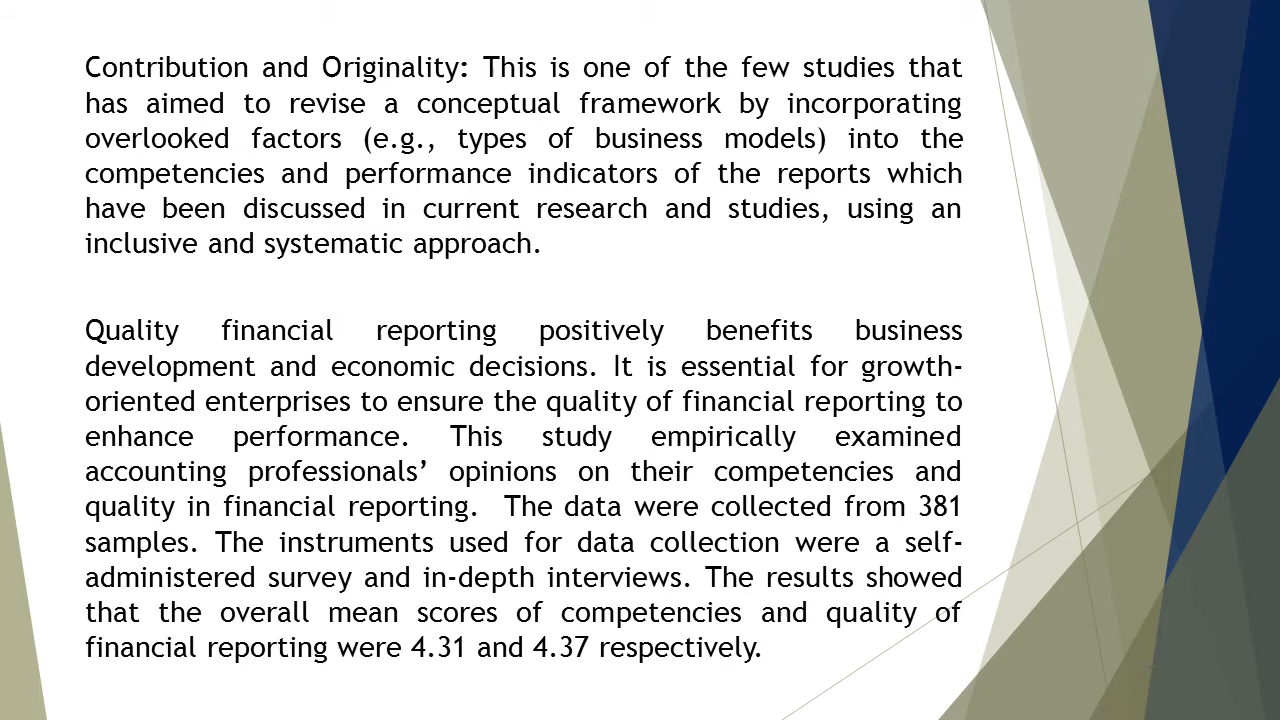 Contribution and Originality: This is one of the few studies that
has aimed to revise a conceptual framework by incorporating
overlooked factors (e.g., types of business models) into the
competencies and performance indicators of the reports which
have been discussed in current research and studies, using an
inclusive and systematic approach.
Quality financial reporting positively benefits business
development and economic decisions. It is essential for growth-
oriented enterprises to ensure the quality of financial reporting to
enhance performance. This study empirically examined
accounting professionals’ opinions on their competencies and
quality in financial reporting.  The data were collected from 381
samples. The instruments used for data collection were a self-
administered survey and in-depth interviews. The results showed
that the overall mean scores of competencies and quality of
financial reporting were 4.31 and 4.37 respectively.